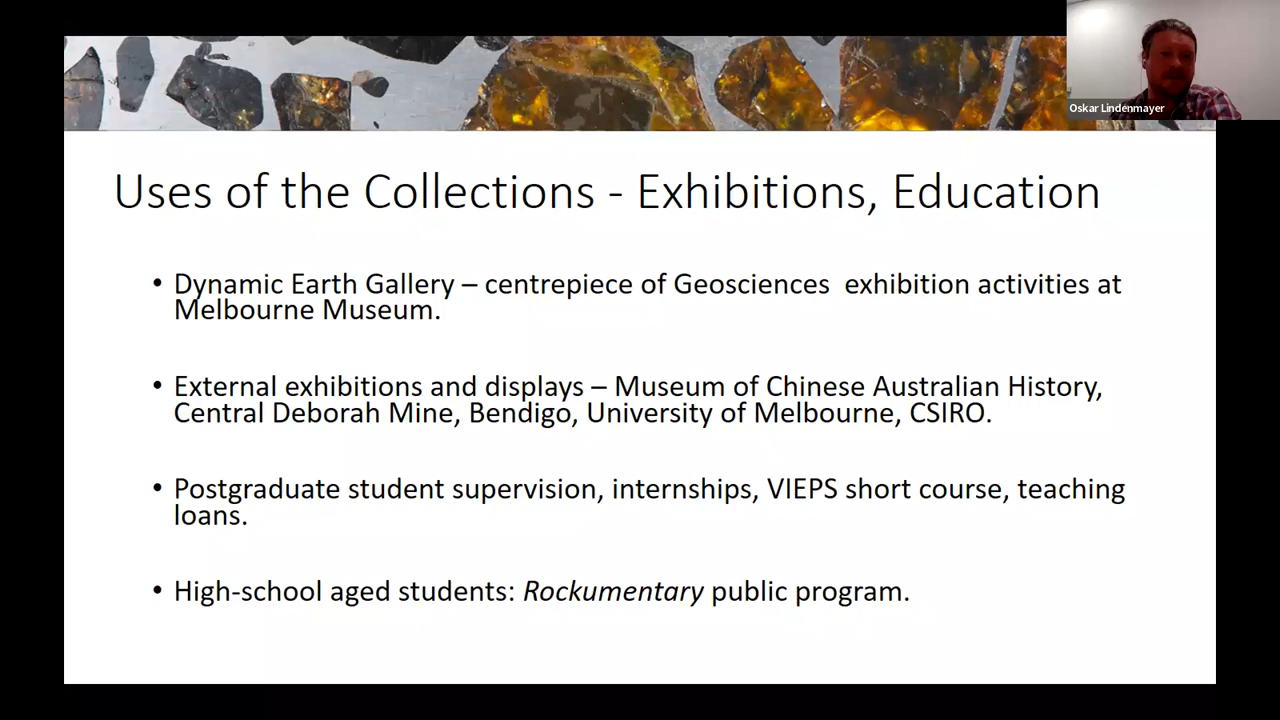 Oskar Lindenmayer
Uses of the Collections - Exhibitions, Education
• Dynamic Earth Gallery – centrepiece of Geosciences  exhibition activities at
Melbourne Museum.
• External exhibitions and displays – Museum of Chinese Australian History,
Central Deborah Mine, Bendigo, University of Melbourne, CSIRO.
• Postgraduate student supervision, internships, VIEPS short course, teaching
loans.
• High-school aged students: Rockumentary public program.